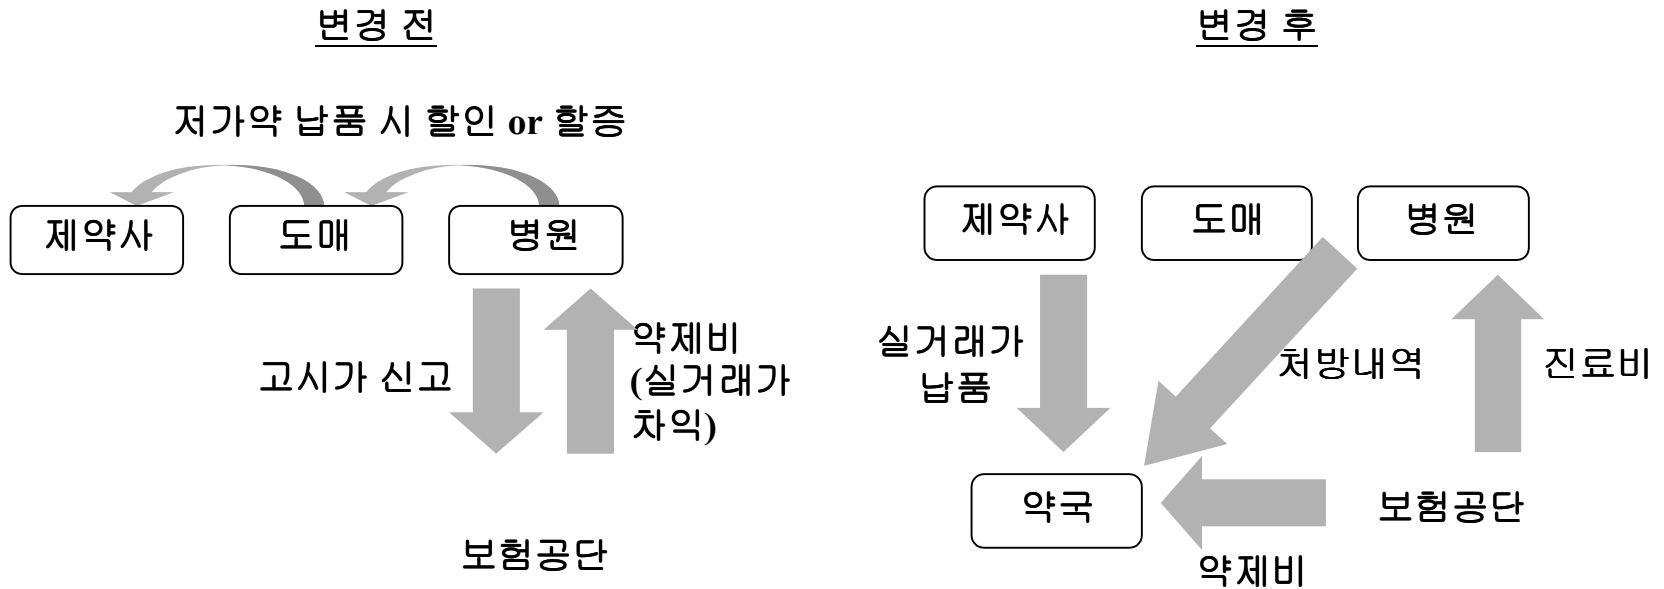 변경 전
저가약 납품 시 할인 or 할증
제약사
도매
병원
고시가 신고
약제비
(실거래가
차익)
보험공단
변경 후
제약사
도매
병원
실거래가
납품
처방내역
진료비
약국
보험공단
약제비